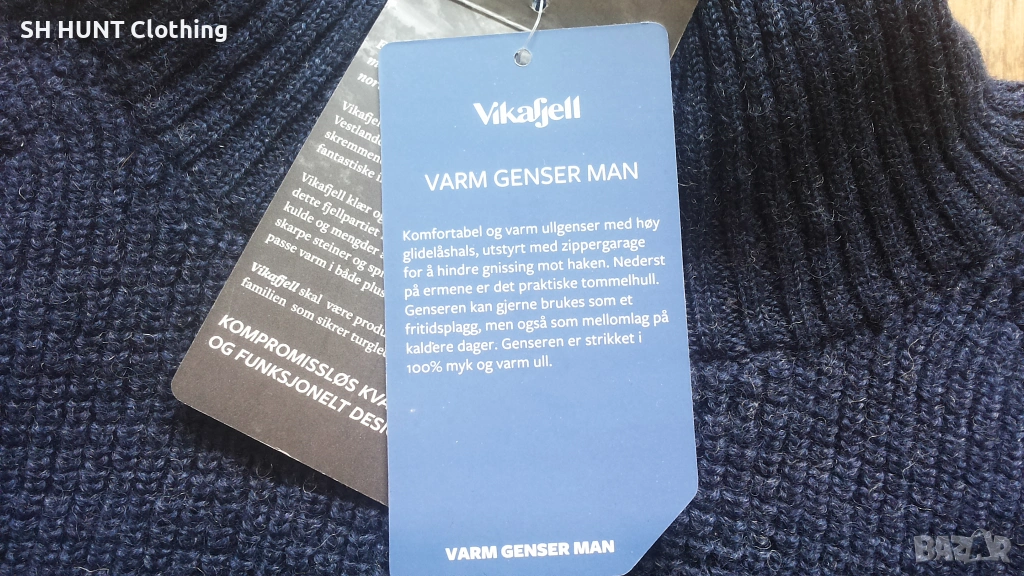 SH HUNT Clothing
Vikafjell
VARM GENSER MAN
Komfortabel og varm ullgenser med høy
glidelåshals, utstyrt med zippergarage
for å hindre gnissing mot haken. Nederst
på ermene er det praktiske tommelhull.
Genseren kan gjerne brukes som et
fritidsplagg, men også som mellomlag på
kaldere dager. Genseren er strikket i
100% myk og varm ull.
VARM GENSER MAN
Vestlande
skremmen
fantastiske i
Vikafjell klær og
dette fjellpartiet
kulde og mengder
skarpe steiner og spi
passe varm i både plus
Vikafjell skal være produ
familien som sikrer turgle
KOMPROMISSLØS KVA
OG FUNKSJONELT DESI
BAZAR